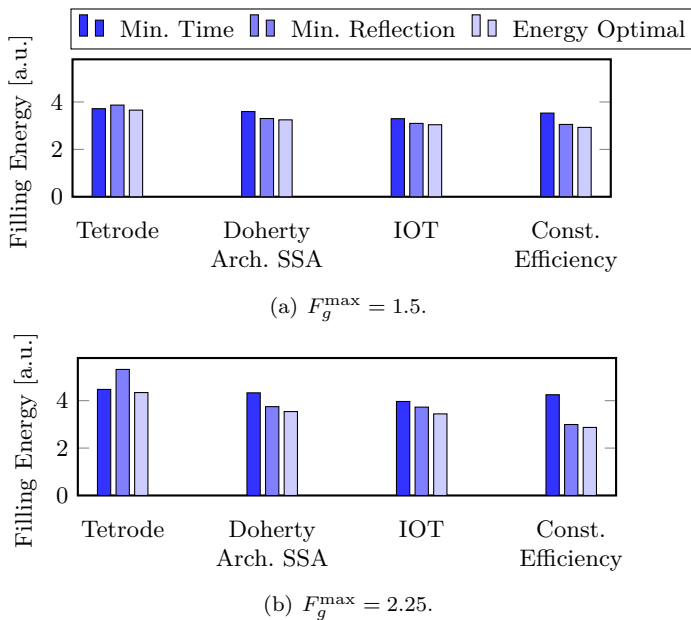 Min. Time Min. Reflection Energy Optimal
Filling Energy [a.u.]
4
2
0
Tetrode Doherty IOT Const.
Arch. SSA Efficiency
(a) F_g^max = 1.5.
Filling Energy [a.u.]
4
2
0
Tetrode Doherty IOT Const.
Arch. SSA Efficiency
(b) F_g^max = 2.25.